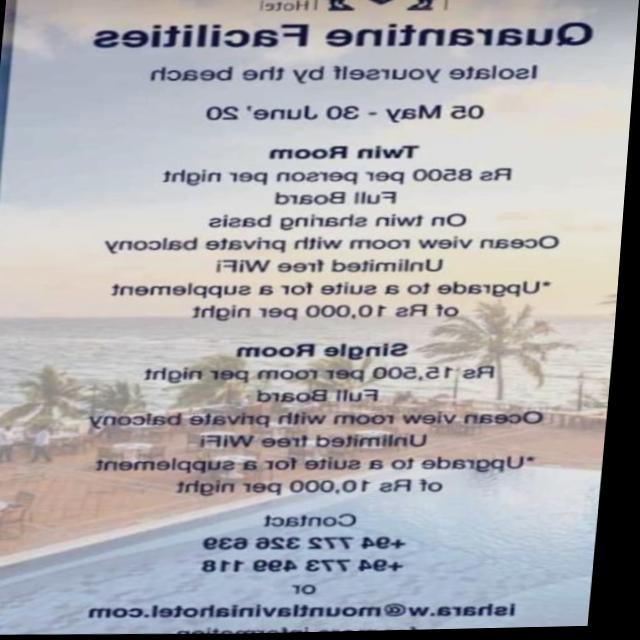 Hotel
Quarantine Facilities
Isolate yourself by the beach
05 May - 30 June '20
Twin Room
Rs 8500 per person per night
Full Board
On twin sharing basis
Ocean view room with private balcony
Unlimited free WiFi
*Upgrade to a suite for a supplement
of Rs 10,000 per night
Single Room
Rs 15,500 per room per night
Full Board
Ocean view room with private balcony
Unlimited free WiFi
*Upgrade to a suite for a supplement
of Rs 10,000 per night
Contact
+94 772 326 639
+94 773 499 118
or
ishara.w@mountlaviniahotel.com
more information